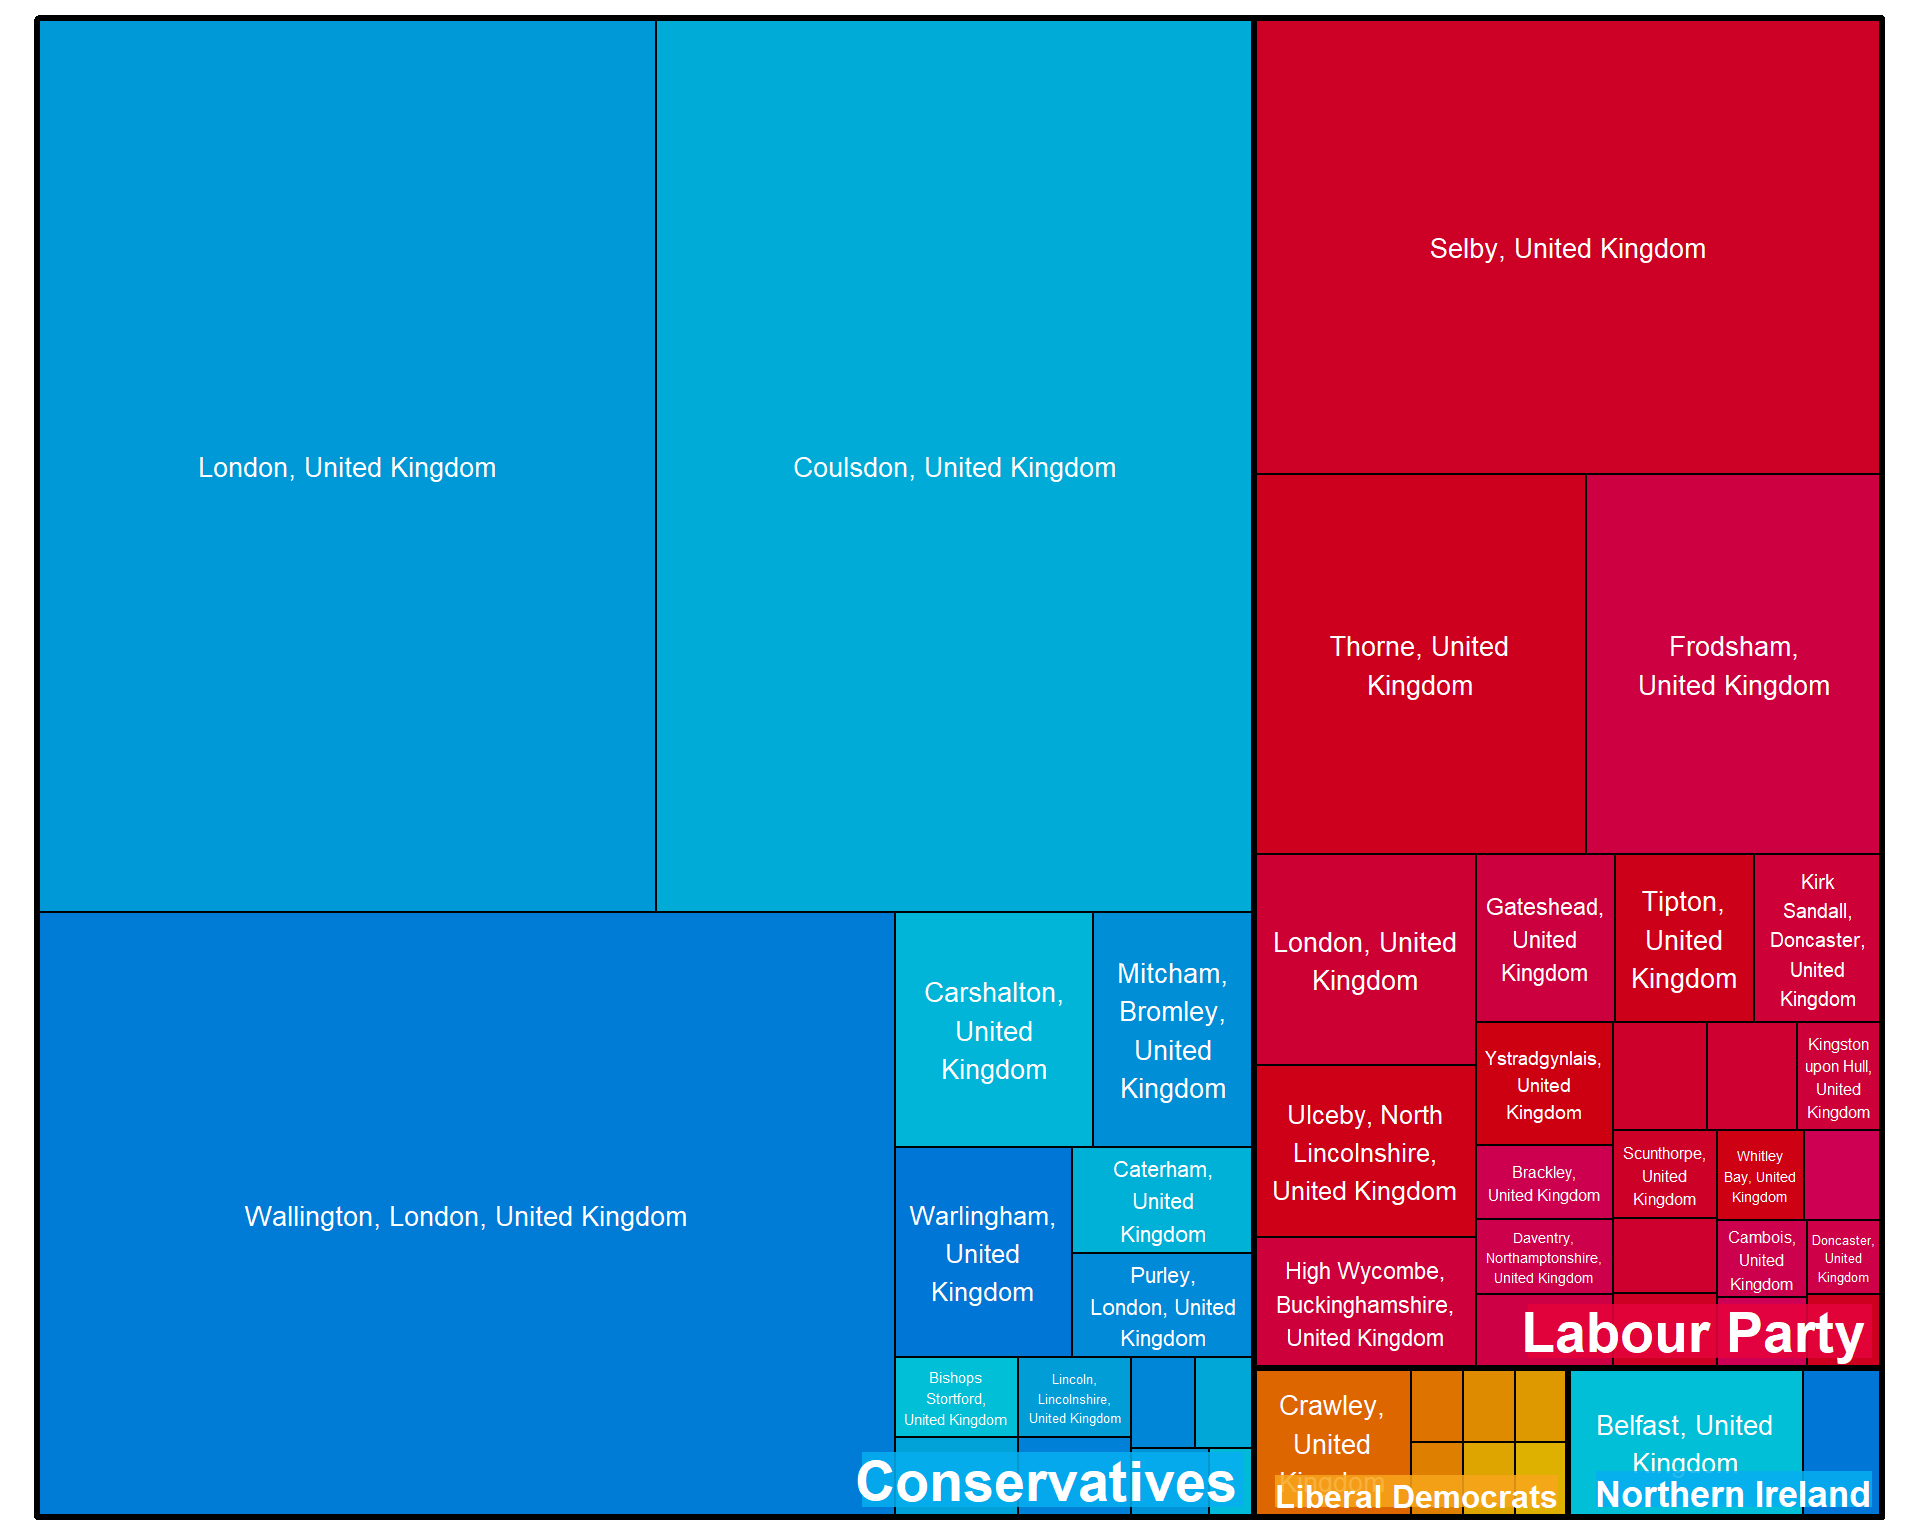 London, United Kingdom
Coulsdon, United Kingdom
Wallington, London, United Kingdom
Carshalton,
United
Kingdom
Mitcham,
Bromley,
United
Kingdom
Warlingham,
United
Kingdom
Caterham,
United
Kingdom
Purley,
London, United
Kingdom
Bishops
Stortford,
United Kingdom
Lincoln,
Lincolnshire,
United Kingdom
Conservatives
Selby, United Kingdom
Thorne, United
Kingdom
Frodsham,
United Kingdom
London, United
Kingdom
Gateshead,
United
Kingdom
Tipton,
United
Kingdom
Kirk
Sandall,
Doncaster,
United
Kingdom
Ulceby, North
Lincolnshire,
United Kingdom
Ystradgynlais,
United
Kingdom
Kingston
upon Hull,
United
Kingdom
Brackley,
United Kingdom
Scunthorpe,
United
Kingdom
Whitley
Bay, United
Kingdom
High Wycombe,
Buckinghamshire,
United Kingdom
Daventry,
Northamptonshire,
United Kingdom
Cambois,
United
Kingdom
Doncaster,
United
Kingdom
Labour Party
Crawley,
United
Kingdom
Liberal Democrats
Belfast, United
Kingdom
Northern Ireland